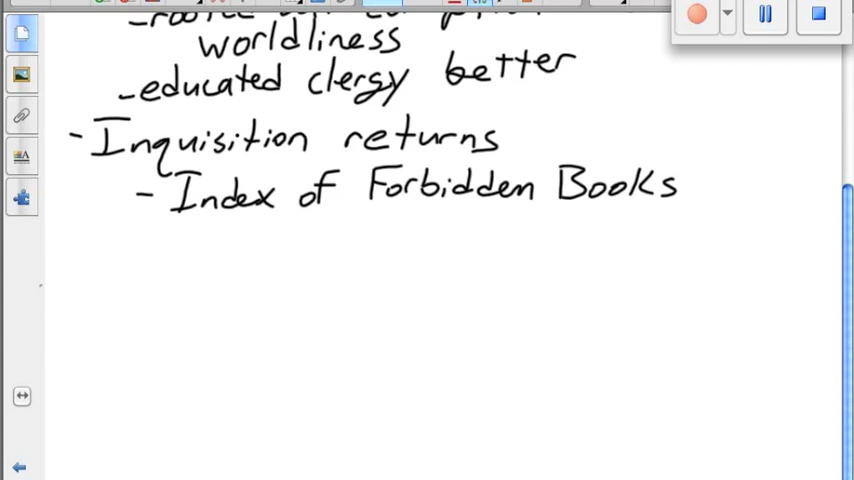 worldliness
-educated clergy better
- Inquisition returns
- Index of Forbidden Books